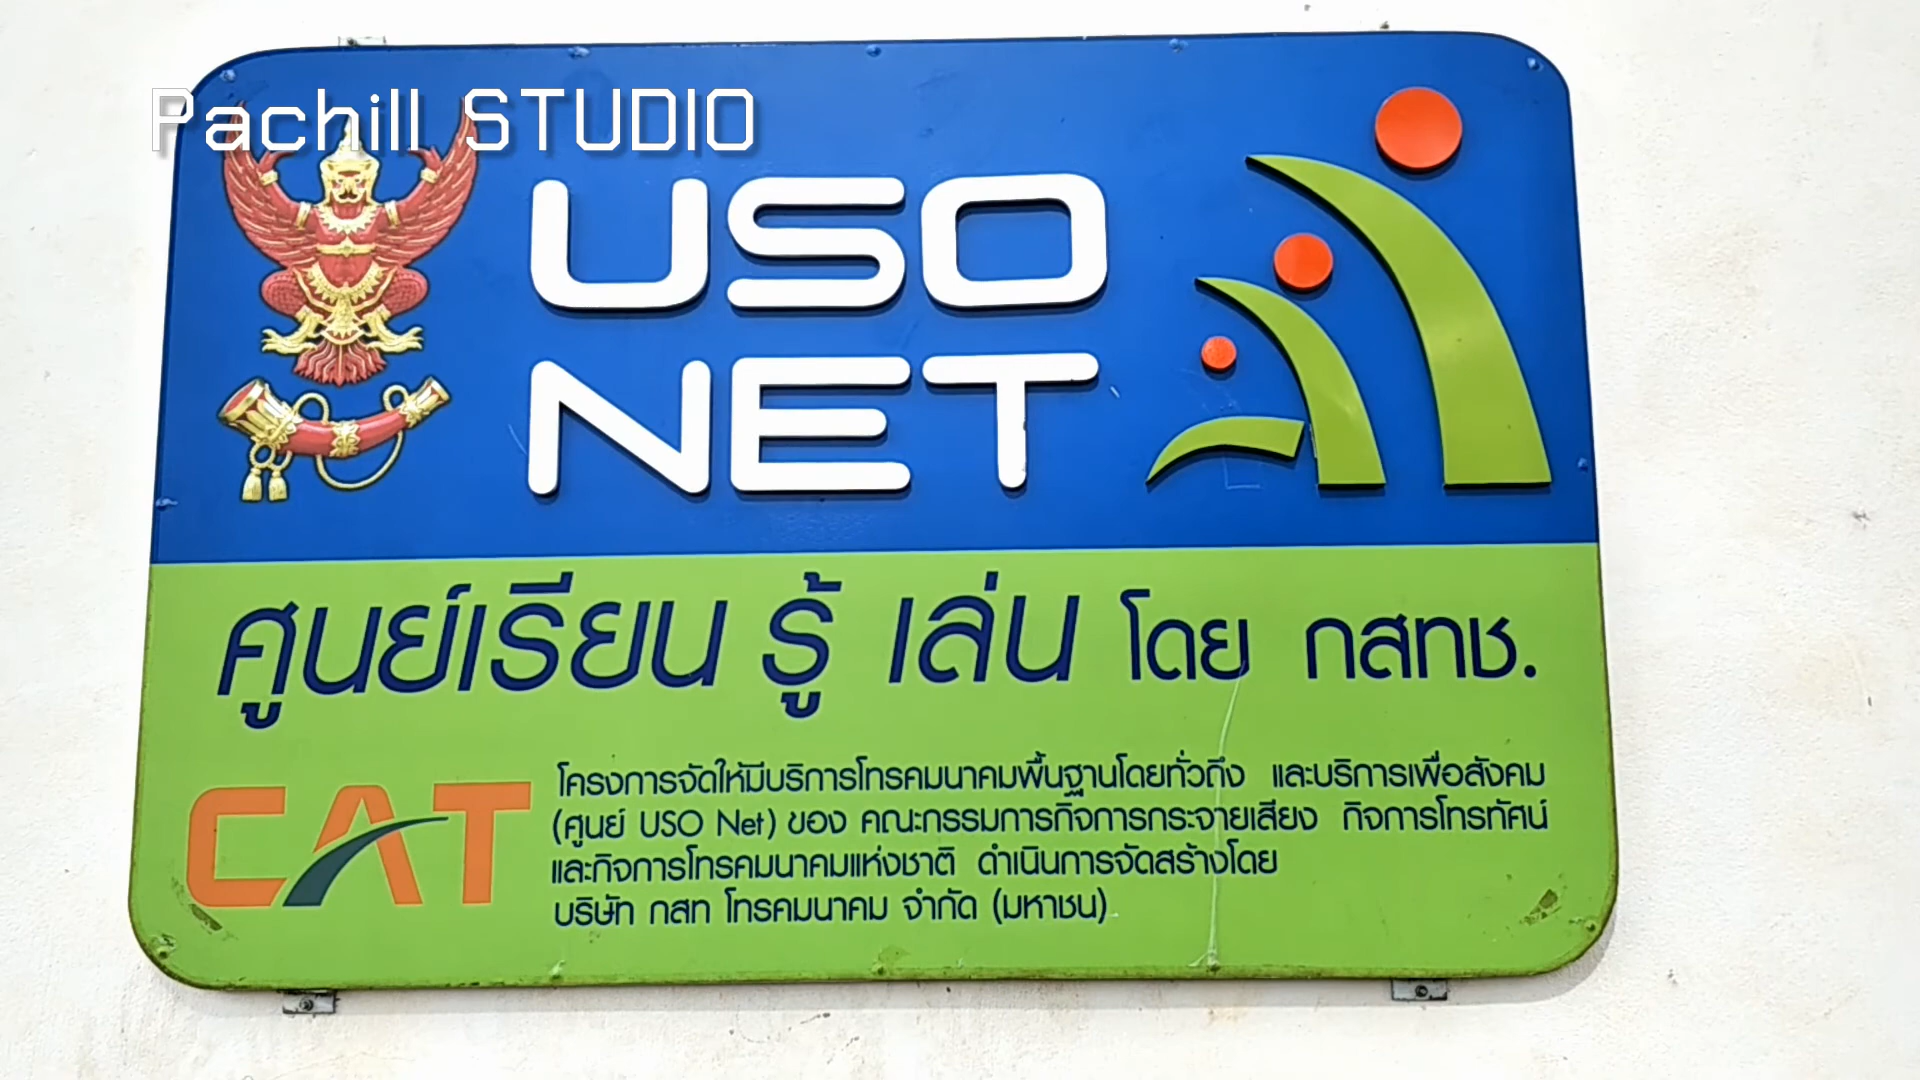 Pachill STUDIO
USO
NET
ศูนย์เรียน รู้ เล่น โดย กสทช.
CAT
โครงการจัดให้มีบริการโทรคมนาคมพื้นฐานโดยทั่วถึง และบริการเพื่อสังคม
(ศูนย์ USO Net) ของ คณะกรรมการกิจการกระจายเสียง กิจการโทรทัศน์
และกิจการโทรคมนาคมแห่งชาติ ดำเนินการจัดสร้างโดย
บริษัท กสท โทรคมนาคม จำกัด (มหาชน)